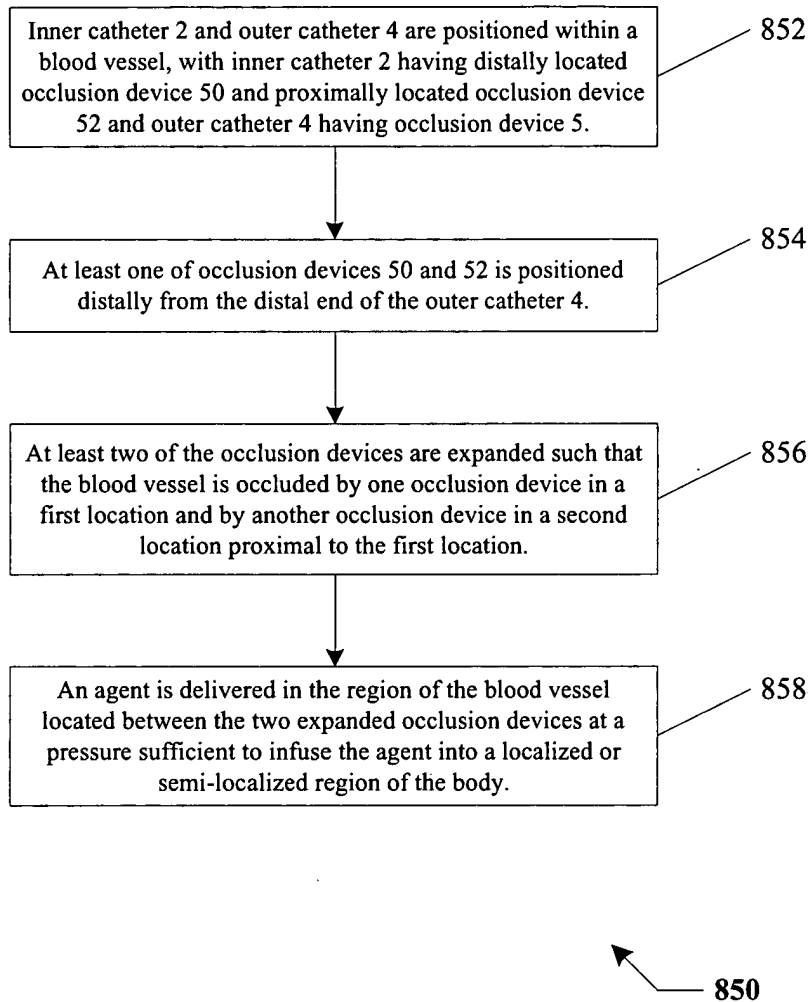 Inner catheter 2 and outer catheter 4 are positioned within a
blood vessel, with inner catheter 2 having distally located
occlusion device 50 and proximally located occlusion device
52 and outer catheter 4 having occlusion device 5.
852
At least one of occlusion devices 50 and 52 is positioned
distally from the distal end of the outer catheter 4.
854
At least two of the occlusion devices are expanded such that
the blood vessel is occluded by one occlusion device in a
first location and by another occlusion device in a second
location proximal to the first location.
856
An agent is delivered in the region of the blood vessel
located between the two expanded occlusion devices at a
pressure sufficient to infuse the agent into a localized or
semi-localized region of the body.
858
850